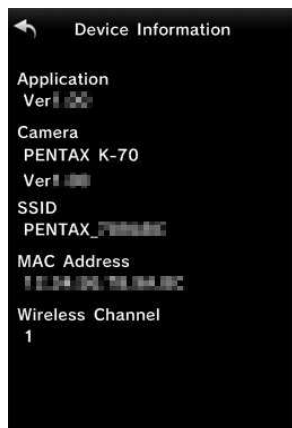 Device Information
Application
Ver
Camera
PENTAX K-70
Ver
SSID
PENTAX_
MAC Address
Wireless Channel
1